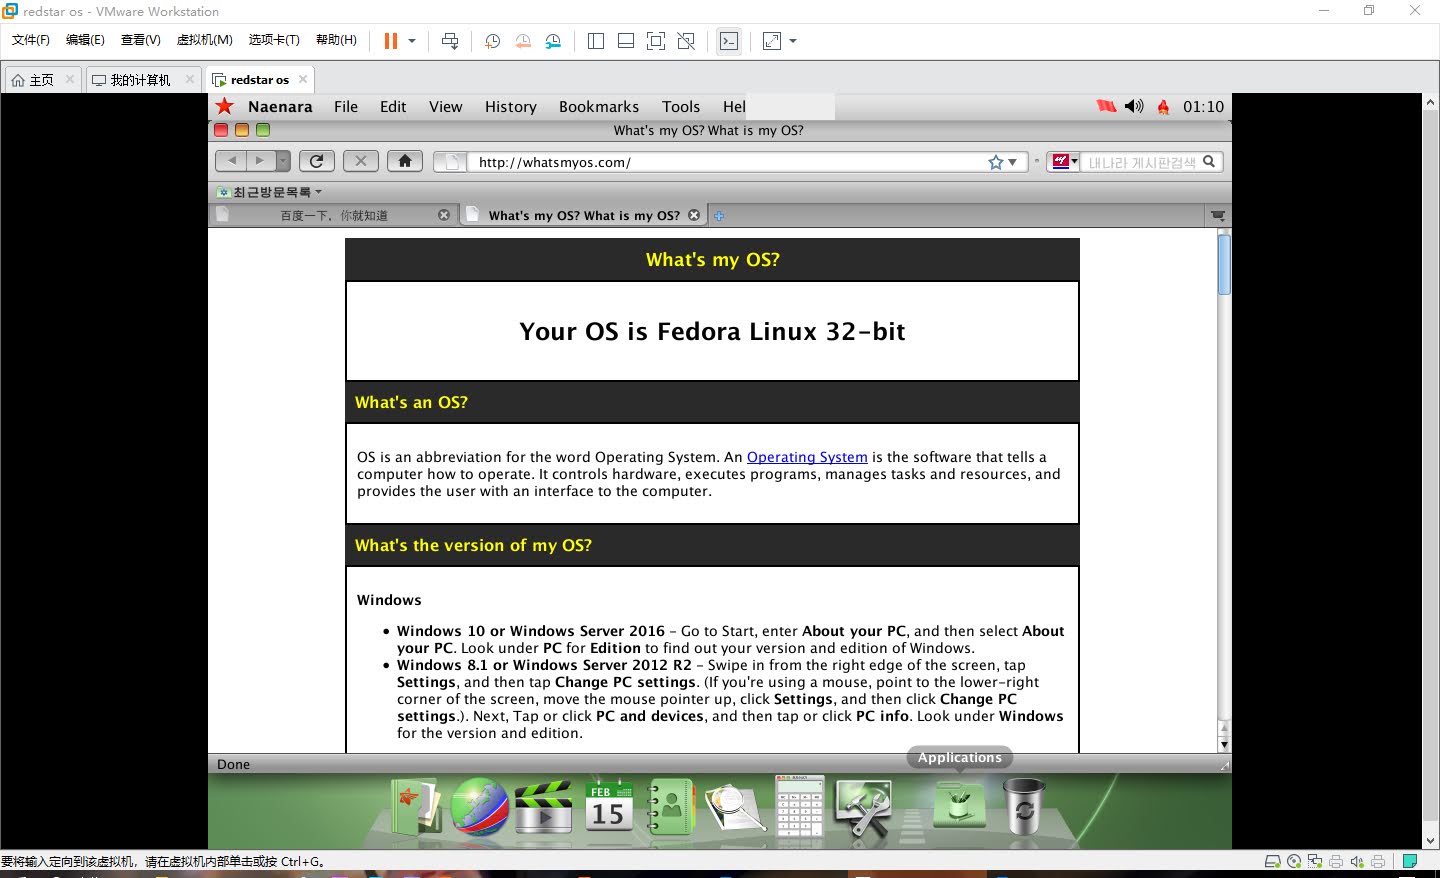 redstar os - VMware Workstation
文件(F) 编辑(E) 查看(V) 虚拟机(M) 选项卡(T) 帮助(H)
主页 我的计算机 redstar os
Naenara File Edit View History Bookmarks Tools Hel 01:10
What's my OS? What is my OS?
http://whatsmyos.com/ 내나라 게시판검색
최근방문목록
百度一下，你就知道 What's my OS? What is my OS?
What's my OS?
Your OS is Fedora Linux 32-bit
What's an OS?
OS is an abbreviation for the word Operating System. An Operating System is the software that tells a
computer how to operate. It controls hardware, executes programs, manages tasks and resources, and
provides the user with an interface to the computer.
What's the version of my OS?
Windows
• Windows 10 or Windows Server 2016 - Go to Start, enter About your PC, and then select About
your PC. Look under PC for Edition to find out your version and edition of Windows.
• Windows 8.1 or Windows Server 2012 R2 - Swipe in from the right edge of the screen, tap
Settings, and then tap Change PC settings. (If you're using a mouse, point to the lower-right
corner of the screen, move the mouse pointer up, click Settings, and then click Change PC
settings.). Next, Tap or click PC and devices, and then tap or click PC info. Look under Windows
for the version and edition.
Applications
Done
FEB
15
要将输入定向到该虚拟机，请在虚拟机内部单击或按 Ctrl+G。